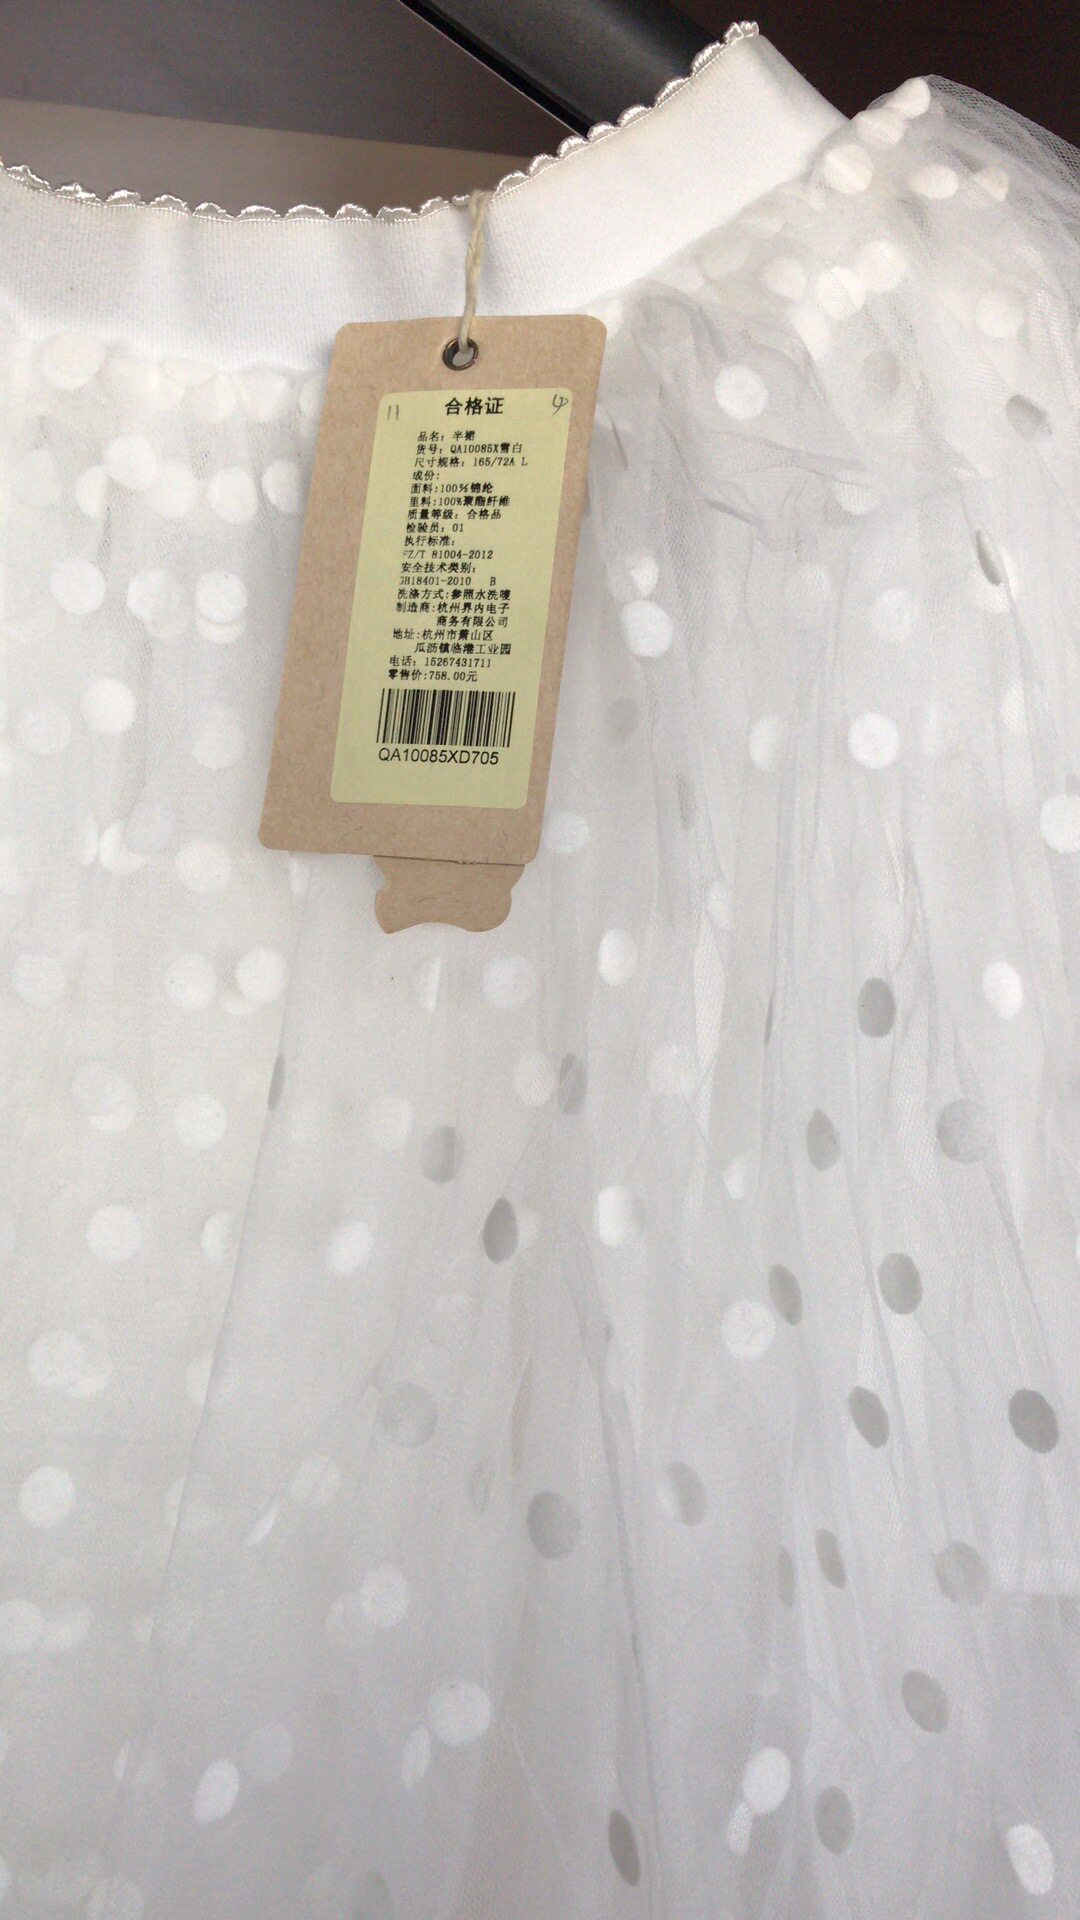 11 合格证
品名：半裙
货号：QA10085X雪白
尺寸规格：165/72A L
成份：
面料：100%锦纶
里料：100%聚酯纤维
质量等级：合格品
检验员：01
执行标准：
FZ/T 81004-2012
安全技术类别：
GB18401-2010 B
洗涤方式：参照水洗唛
制造商：杭州界内电子
商务有限公司
地址：杭州市萧山区
瓜沥镇临港工业园
电话：15267431711
零售价：758.00元
QA10085XD705